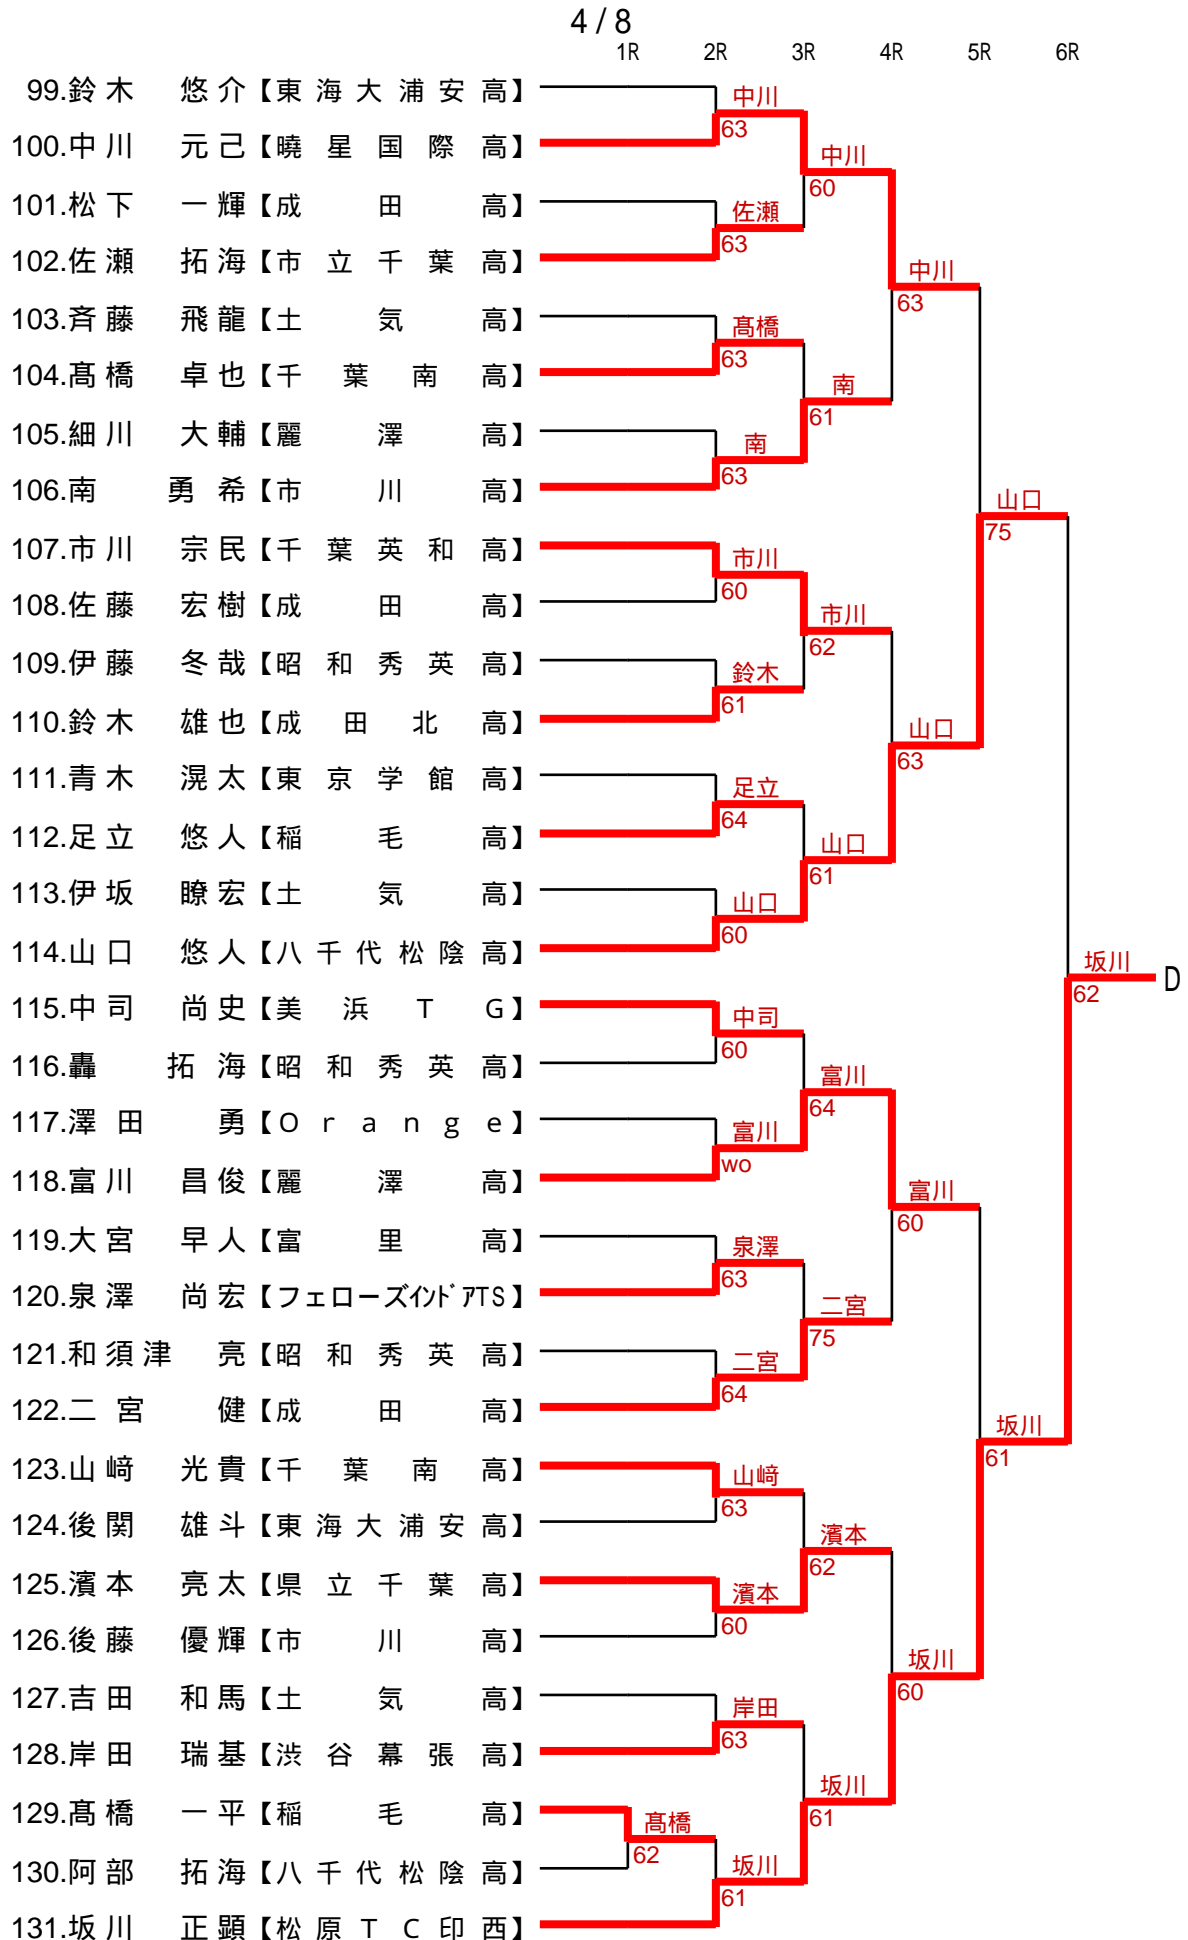 4 / 8
1R 2R 3R 4R 5R 6R
99.鈴木 悠介【東海大浦安高】
中川
100.中川 元己【曉星国際高】
63
中川
60
101.松下 一輝【成田高】
佐瀬
102.佐瀬 拓海【市立千葉高】
63
中川
63
103.斉藤 飛龍【土気高】
髙橋
104.髙橋 卓也【千葉南高】
63
南
61
105.細川 大輔【麗澤高】
南
106.南 勇希【市川高】
63
山口
75
107.市川 宗民【千葉英和高】
市川
108.佐藤 宏樹【成田高】
60
市川
62
109.伊藤 冬哉【昭和秀英高】
鈴木
110.鈴木 雄也【成田北高】
61
山口
63
111.青木 滉太【東京学館高】
足立
112.足立 悠人【稲毛高】
64
山口
61
113.伊坂 瞭宏【土気高】
山口
114.山口 悠人【八千代松陰高】
60
坂川
D
62
115.中司 尚史【美浜TG】
中司
116.轟 拓海【昭和秀英高】
60
富川
64
117.澤田 勇【Orange】
富川
118.富川 昌俊【麗澤高】
wo
富川
60
119.大宮 早人【富里高】
泉澤
120.泉澤 尚宏【フェローズインドアTS】
63
二宮
75
121.和須津 亮【昭和秀英高】
二宮
122.二宮 健【成田高】
64
坂川
61
123.山﨑 光貴【千葉南高】
山﨑
124.後関 雄斗【東海大浦安高】
63
濱本
62
125.濱本 亮太【県立千葉高】
濱本
126.後藤 優輝【市川高】
60
坂川
60
127.吉田 和馬【土気高】
岸田
128.岸田 瑞基【渋谷幕張高】
63
坂川
61
129.髙橋 一平【稲毛高】
髙橋
130.阿部 拓海【八千代松陰高】
62
坂川
61
131.坂川 正顕【松原TC印西】